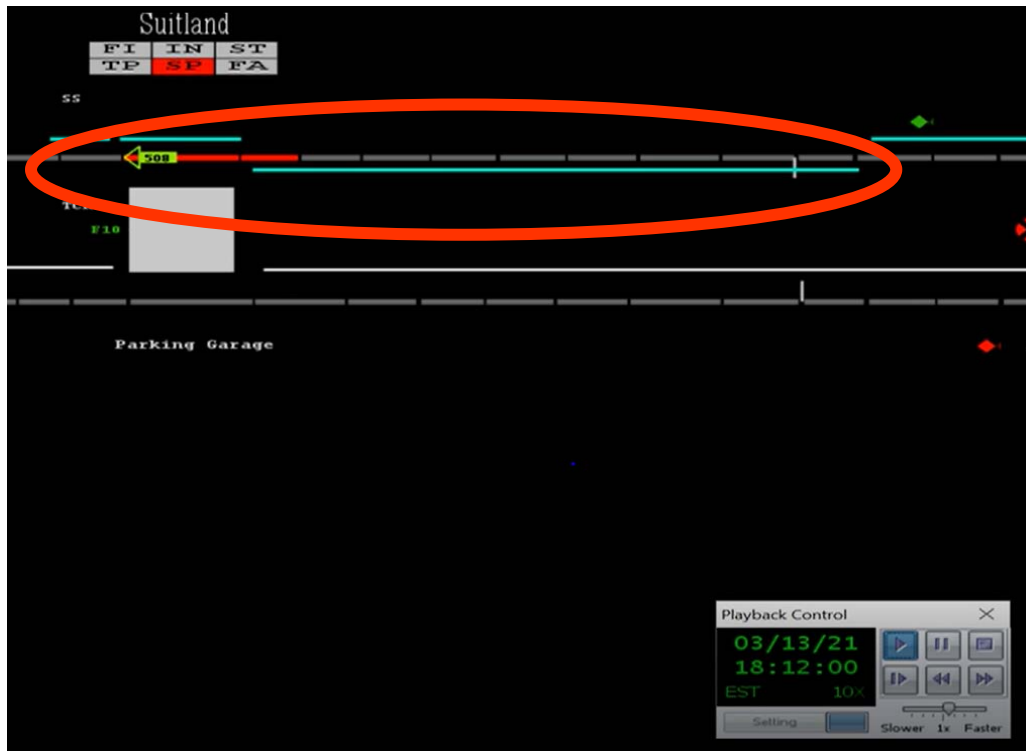 Suitland
FI IN ST
TP SP FA
SS
508
F10
Parking Garage
Playback Control
03/13/21
18:12:00
EST 10X
Setting
Slower 1x Faster